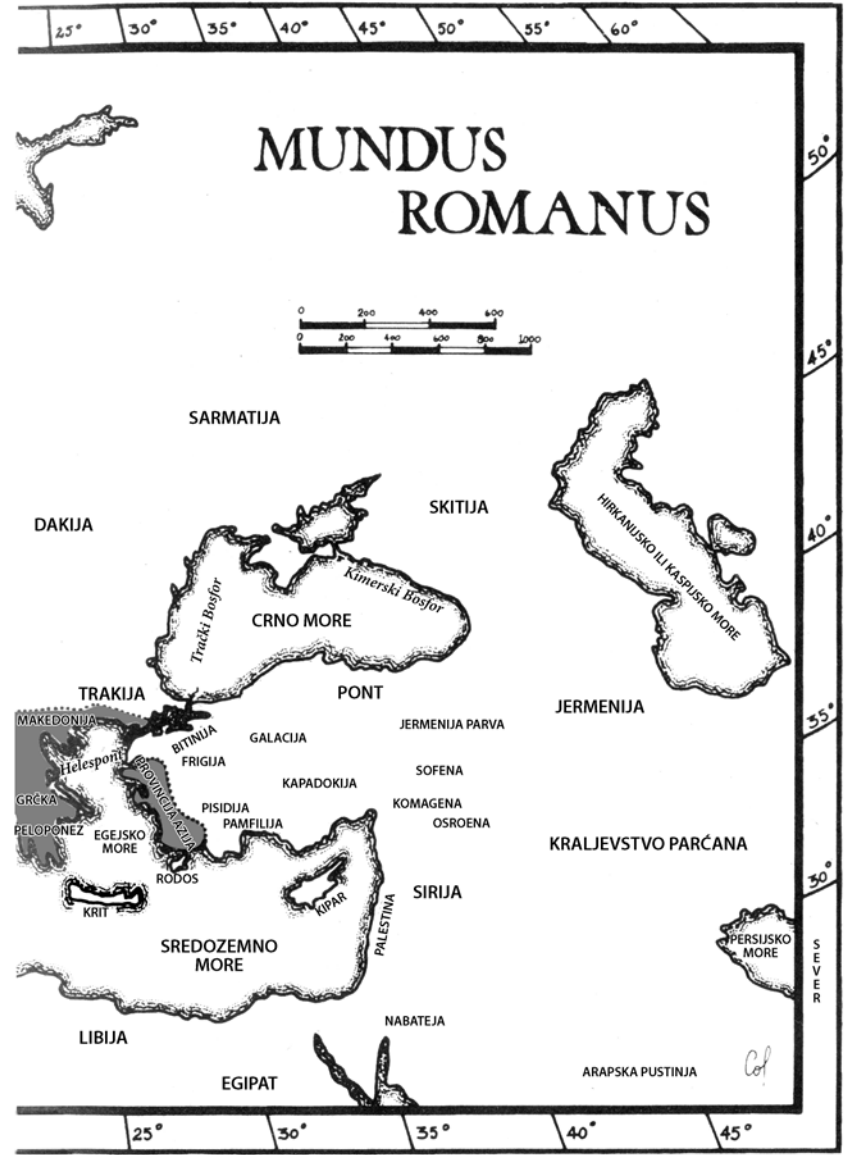 25° 30° 35° 40° 45° 50° 55° 60°
MUNDUS
ROMANUS
50°
0 200 400 600
0 200 400 600 800 1000
45°
SARMATIJA
SKITIJA
DAKIJA
HIRKANIJSKO ILI KASPIJSKO MORE
40°
Kimerski Bosfor
Trački Bosfor
CRNO MORE
TRAKIJA
PONT
JERMENIJA
35°
MAKEDONIJA
JERMENIJA PARVA
BITINIJA
GALACIJA
Helespont
FRIGIJA
SOFENA
PROVINCIJA AZIJA
KAPADOKIJA
GRČKA
PISIDIJA
KOMAGENA
PELOPONEZ
PAMFILIJA
OSROENA
EGEJSKO
MORE
KRALJEVSTVO PARĆANA
RODOS
30°
KRIT
KIPAR
SIRIJA
PALESTINA
SREDOZEMNO
MORE
PERSIJSKO
MORE
SEVER
NABATEJA
LIBIJA
ARAPSKA PUSTINJA
Col
EGIPAT
25° 30° 35° 40° 45°